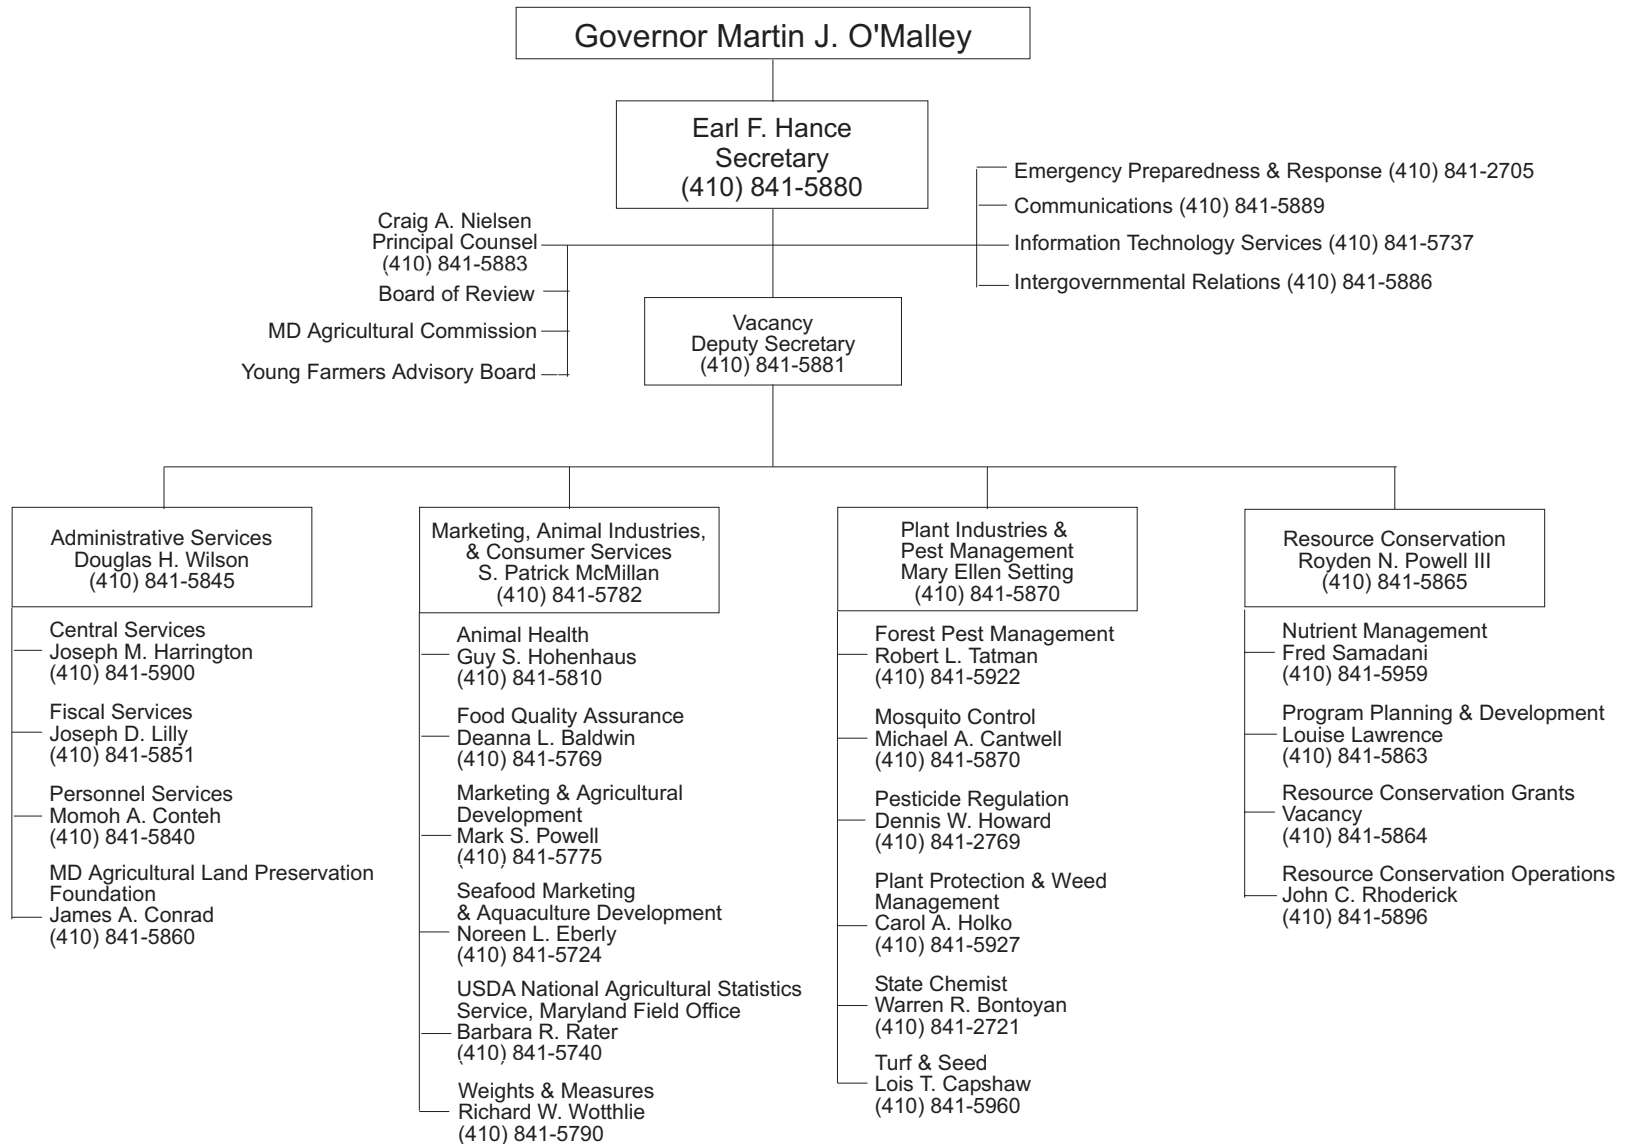 Governor Martin J. O'Malley
Earl F. Hance
Secretary
(410) 841-5880
Emergency Preparedness & Response (410) 841-2705
Communications (410) 841-5889
Information Technology Services (410) 841-5737
Intergovernmental Relations (410) 841-5886
Craig A. Nielsen
Principal Counsel
(410) 841-5883
Board of Review
MD Agricultural Commission
Young Farmers Advisory Board
Vacancy
Deputy Secretary
(410) 841-5881
Administrative Services
Douglas H. Wilson
(410) 841-5845
Central Services
Joseph M. Harrington
(410) 841-5900
Fiscal Services
Joseph D. Lilly
(410) 841-5851
Personnel Services
Momoh A. Conteh
(410) 841-5840
MD Agricultural Land Preservation
Foundation
James A. Conrad
(410) 841-5860
Marketing, Animal Industries,
& Consumer Services
S. Patrick McMillan
(410) 841-5782
Animal Health
Guy S. Hohenhaus
(410) 841-5810
Food Quality Assurance
Deanna L. Baldwin
(410) 841-5769
Marketing & Agricultural
Development
Mark S. Powell
(410) 841-5775
Seafood Marketing
& Aquaculture Development
Noreen L. Eberly
(410) 841-5724
USDA National Agricultural Statistics
Service, Maryland Field Office
Barbara R. Rater
(410) 841-5740
Weights & Measures
Richard W. Wotthlie
(410) 841-5790
Plant Industries &
Pest Management
Mary Ellen Setting
(410) 841-5870
Forest Pest Management
Robert L. Tatman
(410) 841-5922
Mosquito Control
Michael A. Cantwell
(410) 841-5870
Pesticide Regulation
Dennis W. Howard
(410) 841-2769
Plant Protection & Weed
Management
Carol A. Holko
(410) 841-5927
State Chemist
Warren R. Bontoyan
(410) 841-2721
Turf & Seed
Lois T. Capshaw
(410) 841-5960
Resource Conservation
Royden N. Powell III
(410) 841-5865
Nutrient Management
Fred Samadani
(410) 841-5959
Program Planning & Development
Louise Lawrence
(410) 841-5863
Resource Conservation Grants
Vacancy
(410) 841-5864
Resource Conservation Operations
John C. Rhoderick
(410) 841-5896